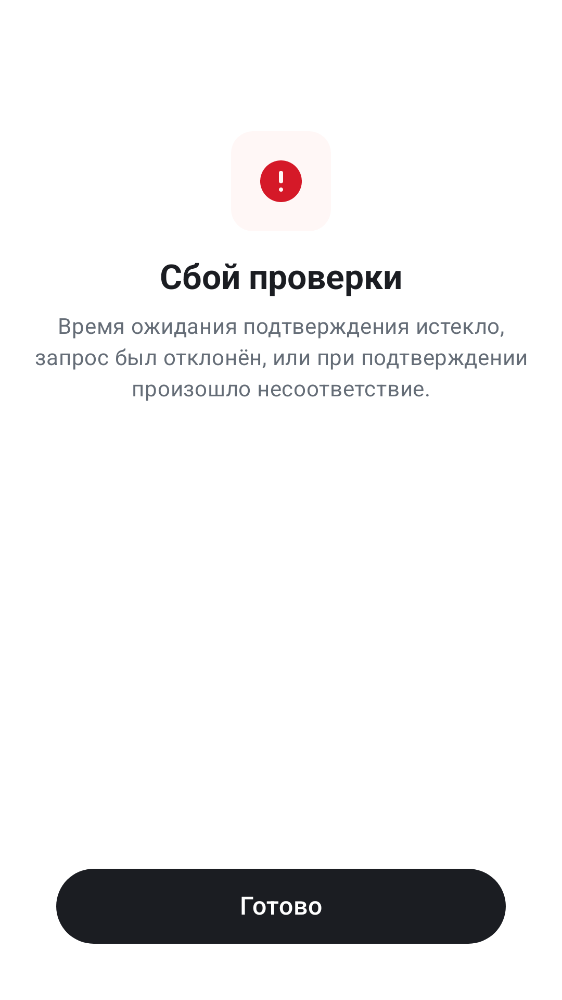 Сбой проверки
Время ожидания подтверждения истекло,
запрос был отклонён, или при подтверждении
произошло несоответствие.
Готово